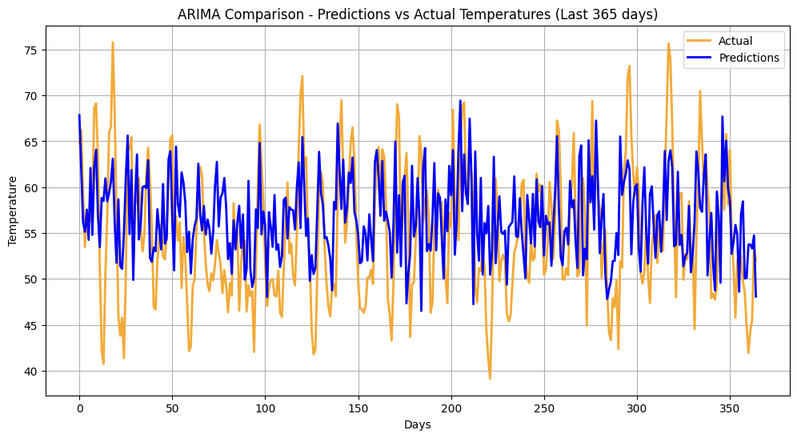 ARIMA Comparison - Predictions vs Actual Temperatures (Last 365 days)
Actual
Predictions
75
70
65
60
55
50
45
40
Temperature
0 50 100 150 200 250 300 350
Days